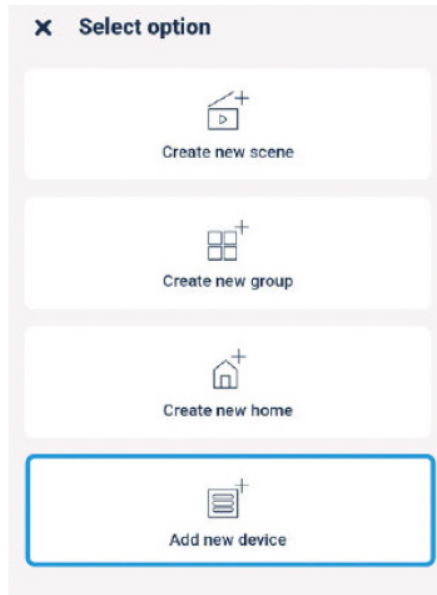 Select option
Create new scene
Create new group
Create new home
Add new device